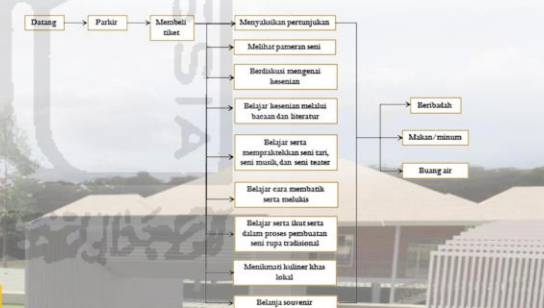 Datang
Parkir
Membeli
tiket
Menyaksikan pertunjukan
Melihat pameran seni
Berdiskusi mengenai
kesenian
Belajar kesenian melalui
bacaan dan literatur
Belajar serta
mempraktekkan seni tari,
seni musik, dan seni teater
Belajar cara membatik
serta melukis
Belajar serta ikut serta
dalam proses pembuatan
seni rupa tradisional
Menikmati kuliner khas
lokal
Belanja souvenir
Beribadah
Makan/minum
Buang air